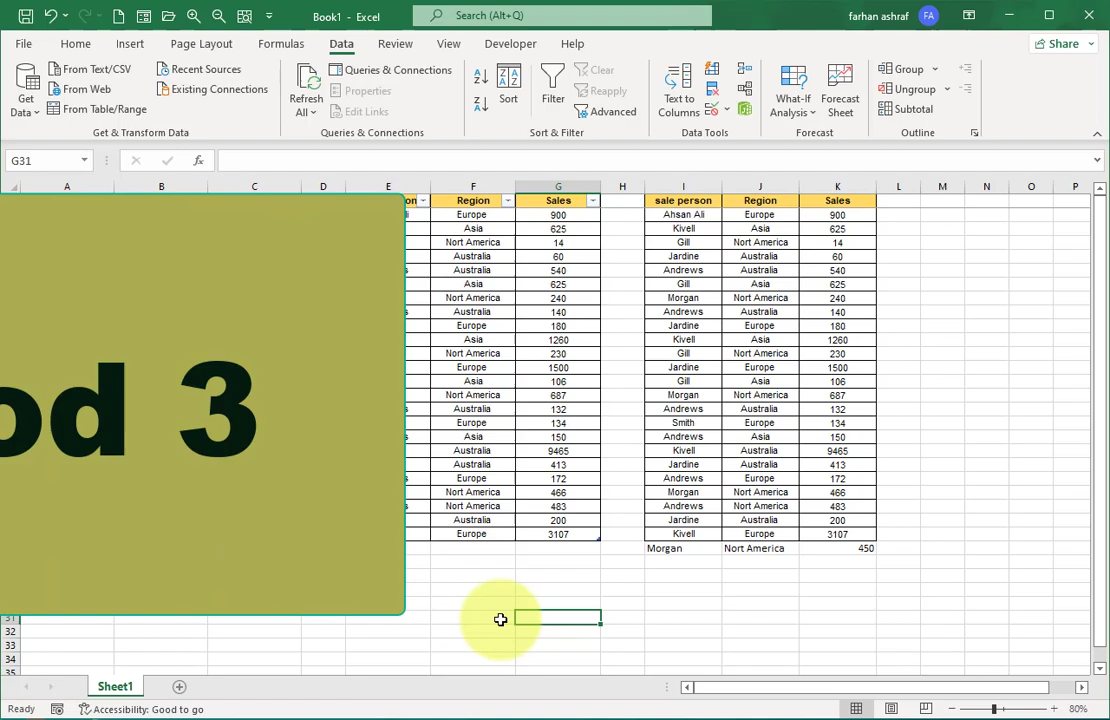 Book1 - Excel
Search (Alt+Q)
farhan ashraf
FA
File Home Insert Page Layout Formulas Data Review View Developer Help
Share
Get Data
From Text/CSV
From Web
From Table/Range
Recent Sources
Existing Connections
Get & Transform Data
Refresh All
Queries & Connections
Properties
Edit Links
Queries & Connections
Sort
Filter
Clear
Reapply
Advanced
Sort & Filter
Text to Columns
Data Tools
What-If Analysis
Forecast Sheet
Forecast
Group
Ungroup
Subtotal
Outline
G31
fx
A B C D E F G H I J K L M N O P
on Region Sales sale person Region Sales
li Europe 900 Ahsan Ali Europe 900
Asia 625 Kivell Asia 625
Nort America 14 Gill Nort America 14
Australia 60 Jardine Australia 60
s Australia 540 Andrews Australia 540
Asia 625 Gill Asia 625
Nort America 240 Morgan Nort America 240
s Australia 140 Andrews Australia 140
Europe 180 Jardine Europe 180
Asia 1260 Kivell Asia 1260
Nort America 230 Gill Nort America 230
Europe 1500 Jardine Europe 1500
Asia 106 Gill Asia 106
Nort America 687 Morgan Nort America 687
s Australia 132 Andrews Australia 132
Europe 134 Smith Europe 134
s Asia 150 Andrews Asia 150
Australia 9465 Kivell Australia 9465
Australia 413 Jardine Australia 413
s Europe 172 Andrews Europe 172
Nort America 466 Morgan Nort America 466
s Nort America 483 Andrews Nort America 483
Australia 200 Jardine Australia 200
Europe 3107 Kivell Europe 3107
Morgan Nort America 450
od 3
31
32
33
34
35
Sheet1
Ready
Accessibility: Good to go
80%